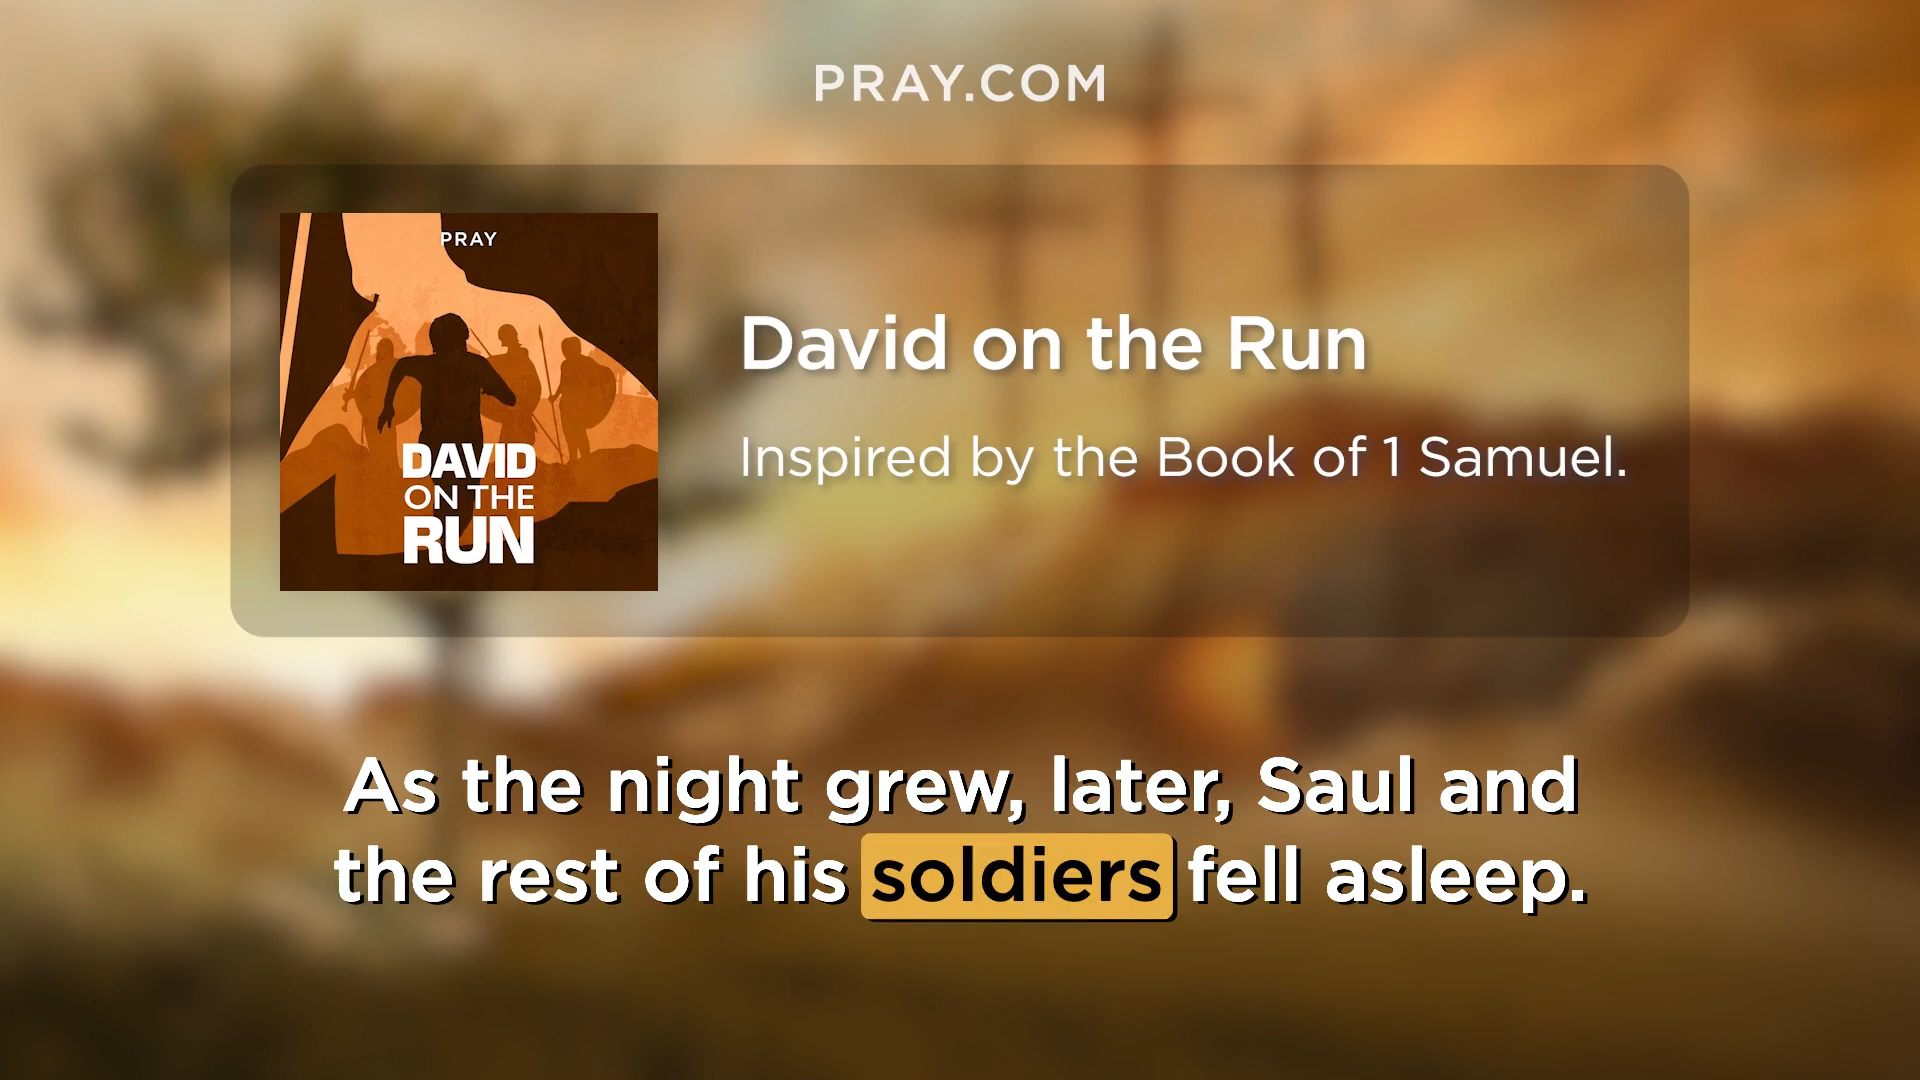 PRAY.COM
PRAY
DAVID
ON THE
RUN
David on the Run
Inspired by the Book of 1 Samuel.
As the night grew, later, Saul and
the rest of his soldiers fell asleep.